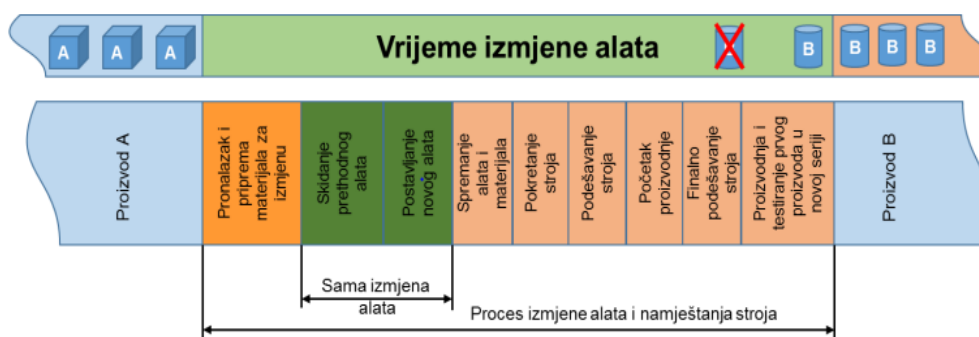 A A A
Vrijeme izmjene alata
B B B B
Proizvod A
Pronalazak i
priprema
materijala za
izmjenu
Skidanje
prethodnog
alata
Postavljanje
novog alata
Spremanje
alata i
materijala
Pokretanje
stroja
Podešavanje
stroja
Početak
proizvodnje
Finalno
podešavanje
stroja
Proizvodnja i
testiranje prvog
proizvoda u
novoj seriji
Proizvod B
Sama izmjena
alata
Proces izmjene alata i namještanja stroja